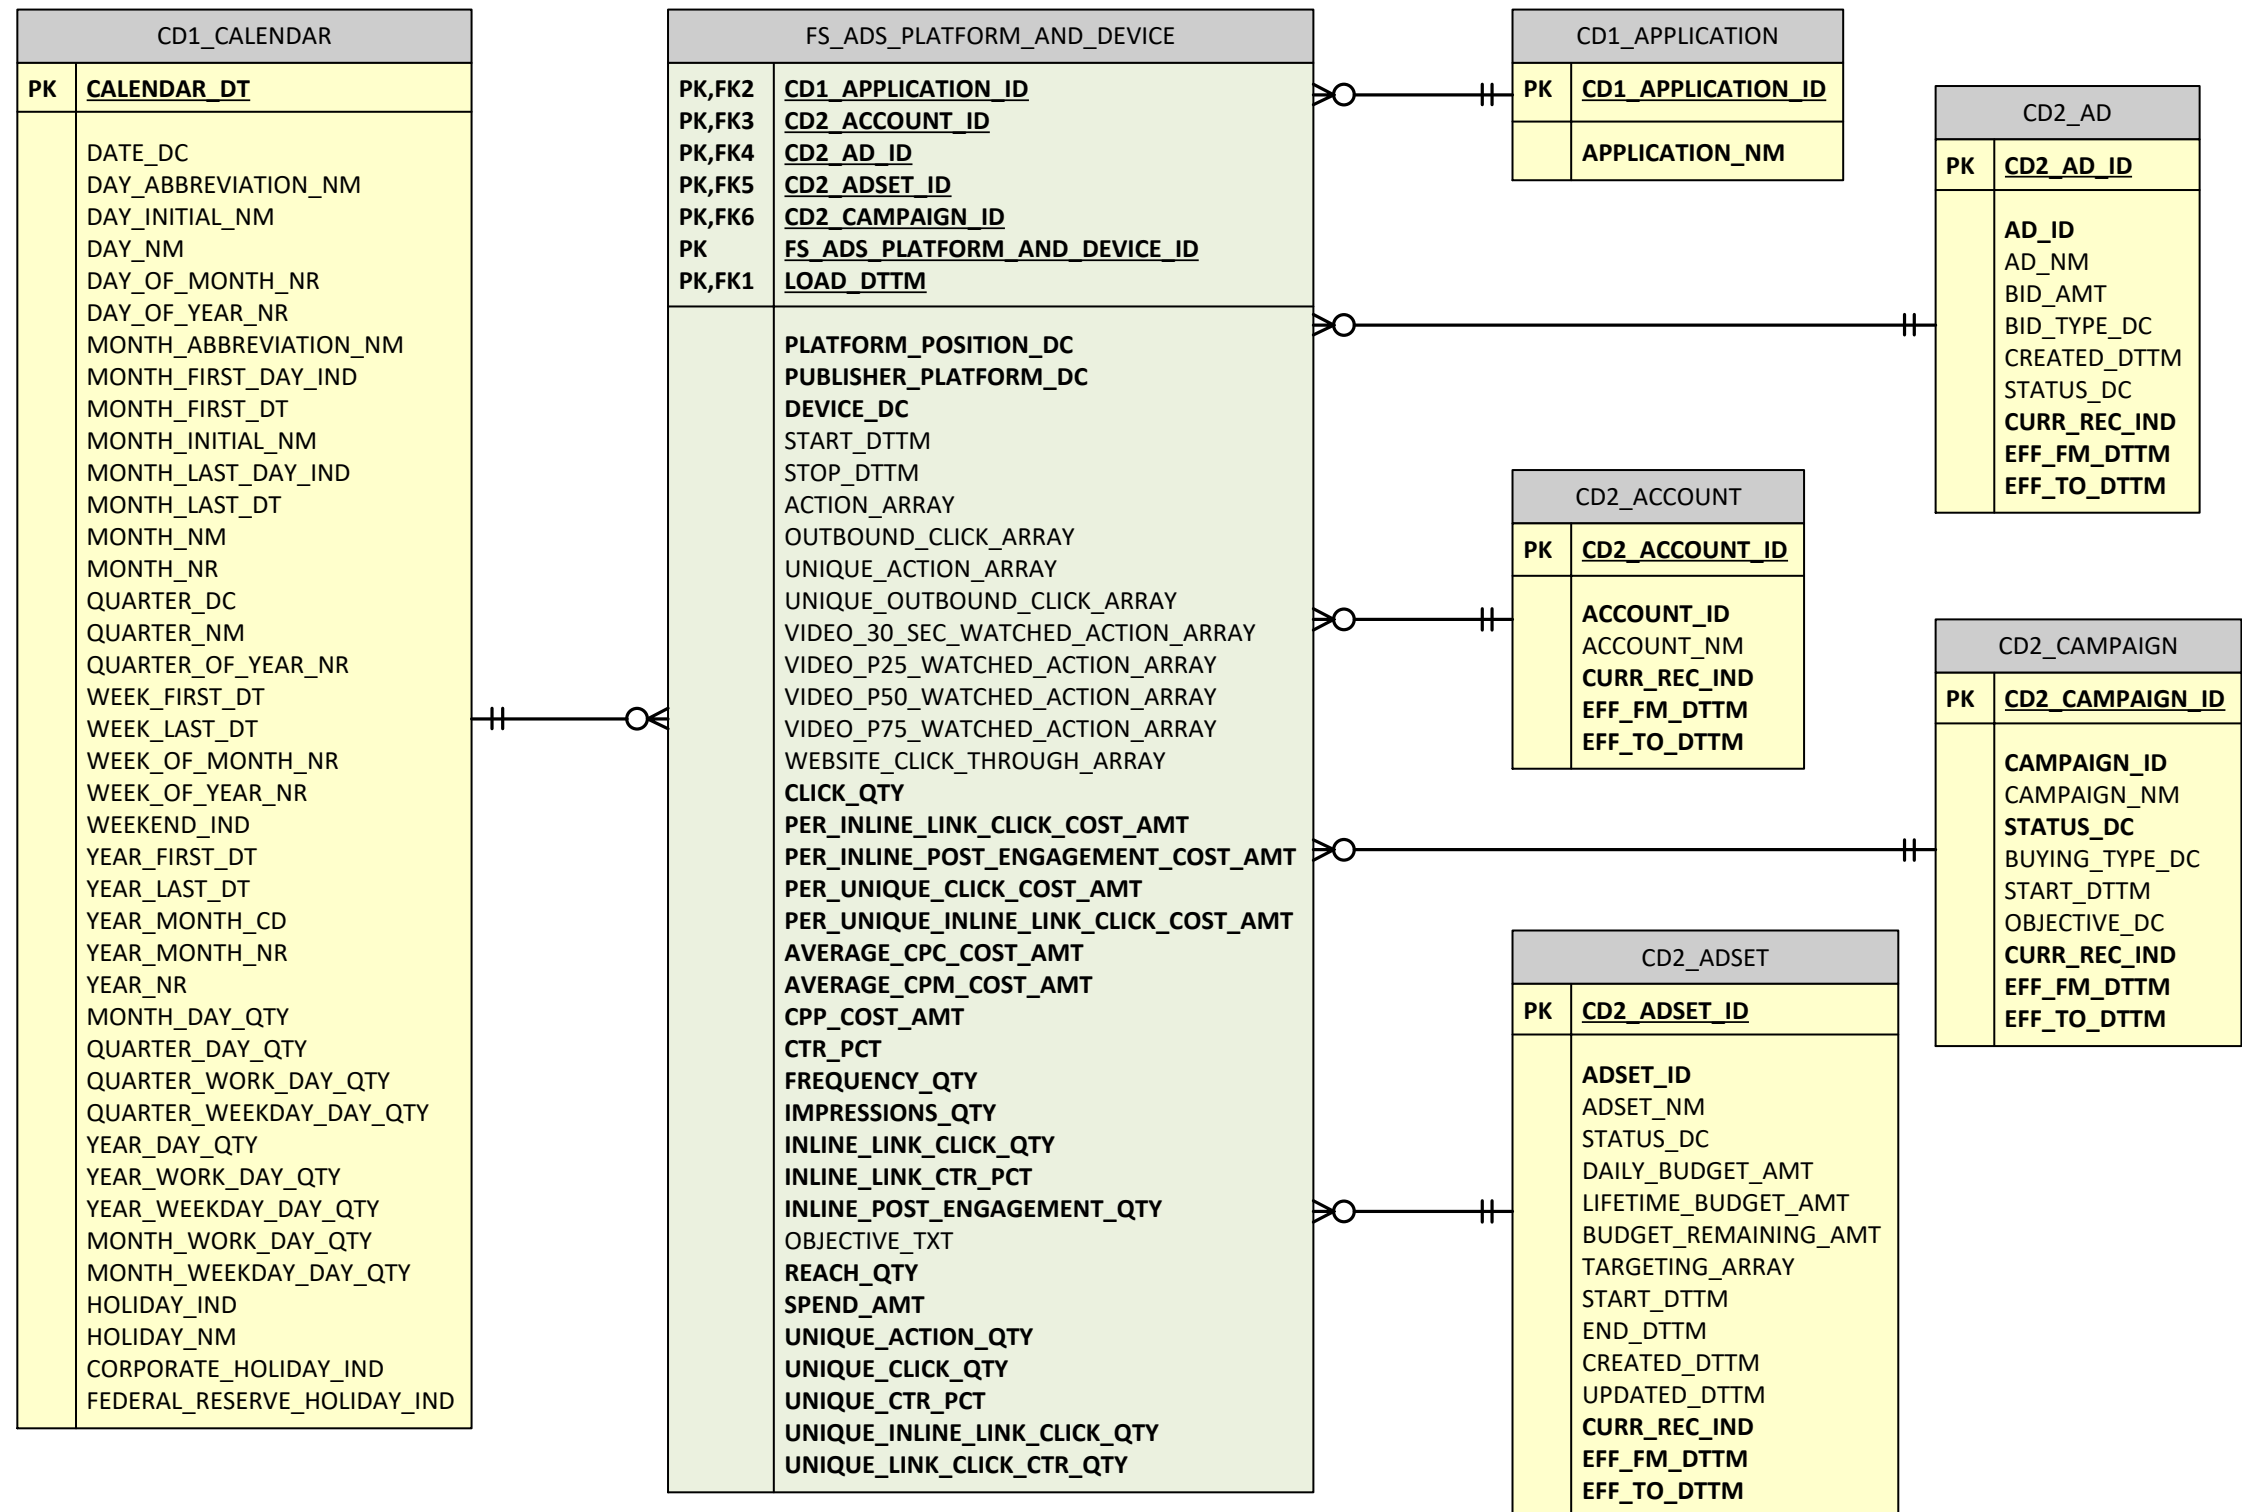 CD1_CALENDAR
PK CALENDAR_DT
DATE_DC
DAY_ABBREVIATION_NM
DAY_INITIAL_NM
DAY_NM
DAY_OF_MONTH_NR
DAY_OF_YEAR_NR
MONTH_ABBREVIATION_NM
MONTH_FIRST_DAY_IND
MONTH_FIRST_DT
MONTH_INITIAL_NM
MONTH_LAST_DAY_IND
MONTH_LAST_DT
MONTH_NM
MONTH_NR
QUARTER_DC
QUARTER_NM
QUARTER_OF_YEAR_NR
WEEK_FIRST_DT
WEEK_LAST_DT
WEEK_OF_MONTH_NR
WEEK_OF_YEAR_NR
WEEKEND_IND
YEAR_FIRST_DT
YEAR_LAST_DT
YEAR_MONTH_CD
YEAR_MONTH_NR
YEAR_NR
MONTH_DAY_QTY
QUARTER_DAY_QTY
QUARTER_WORK_DAY_QTY
QUARTER_WEEKDAY_DAY_QTY
YEAR_DAY_QTY
YEAR_WORK_DAY_QTY
YEAR_WEEKDAY_DAY_QTY
MONTH_WORK_DAY_QTY
MONTH_WEEKDAY_DAY_QTY
HOLIDAY_IND
HOLIDAY_NM
CORPORATE_HOLIDAY_IND
FEDERAL_RESERVE_HOLIDAY_IND
FS_ADS_PLATFORM_AND_DEVICE
PK,FK2 CD1_APPLICATION_ID
PK,FK3 CD2_ACCOUNT_ID
PK,FK4 CD2_AD_ID
PK,FK5 CD2_ADSET_ID
PK,FK6 CD2_CAMPAIGN_ID
PK FS_ADS_PLATFORM_AND_DEVICE_ID
PK,FK1 LOAD_DTTM
PLATFORM_POSITION_DC
PUBLISHER_PLATFORM_DC
DEVICE_DC
START_DTTM
STOP_DTTM
ACTION_ARRAY
OUTBOUND_CLICK_ARRAY
UNIQUE_ACTION_ARRAY
UNIQUE_OUTBOUND_CLICK_ARRAY
VIDEO_30_SEC_WATCHED_ACTION_ARRAY
VIDEO_P25_WATCHED_ACTION_ARRAY
VIDEO_P50_WATCHED_ACTION_ARRAY
VIDEO_P75_WATCHED_ACTION_ARRAY
WEBSITE_CLICK_THROUGH_ARRAY
CLICK_QTY
PER_INLINE_LINK_CLICK_COST_AMT
PER_INLINE_POST_ENGAGEMENT_COST_AMT
PER_UNIQUE_CLICK_COST_AMT
PER_UNIQUE_INLINE_LINK_CLICK_COST_AMT
AVERAGE_CPC_COST_AMT
AVERAGE_CPM_COST_AMT
CPP_COST_AMT
CTR_PCT
FREQUENCY_QTY
IMPRESSIONS_QTY
INLINE_LINK_CLICK_QTY
INLINE_LINK_CTR_PCT
INLINE_POST_ENGAGEMENT_QTY
OBJECTIVE_TXT
REACH_QTY
SPEND_AMT
UNIQUE_ACTION_QTY
UNIQUE_CLICK_QTY
UNIQUE_CTR_PCT
UNIQUE_INLINE_LINK_CLICK_QTY
UNIQUE_LINK_CLICK_CTR_QTY
CD1_APPLICATION
PK CD1_APPLICATION_ID
APPLICATION_NM
CD2_AD
PK CD2_AD_ID
AD_ID
AD_NM
BID_AMT
BID_TYPE_DC
CREATED_DTTM
STATUS_DC
CURR_REC_IND
EFF_FM_DTTM
EFF_TO_DTTM
CD2_ACCOUNT
PK CD2_ACCOUNT_ID
ACCOUNT_ID
ACCOUNT_NM
CURR_REC_IND
EFF_FM_DTTM
EFF_TO_DTTM
CD2_CAMPAIGN
PK CD2_CAMPAIGN_ID
CAMPAIGN_ID
CAMPAIGN_NM
STATUS_DC
BUYING_TYPE_DC
START_DTTM
OBJECTIVE_DC
CURR_REC_IND
EFF_FM_DTTM
EFF_TO_DTTM
CD2_ADSET
PK CD2_ADSET_ID
ADSET_ID
ADSET_NM
STATUS_DC
DAILY_BUDGET_AMT
LIFETIME_BUDGET_AMT
BUDGET_REMAINING_AMT
TARGETING_ARRAY
START_DTTM
END_DTTM
CREATED_DTTM
UPDATED_DTTM
CURR_REC_IND
EFF_FM_DTTM
EFF_TO_DTTM